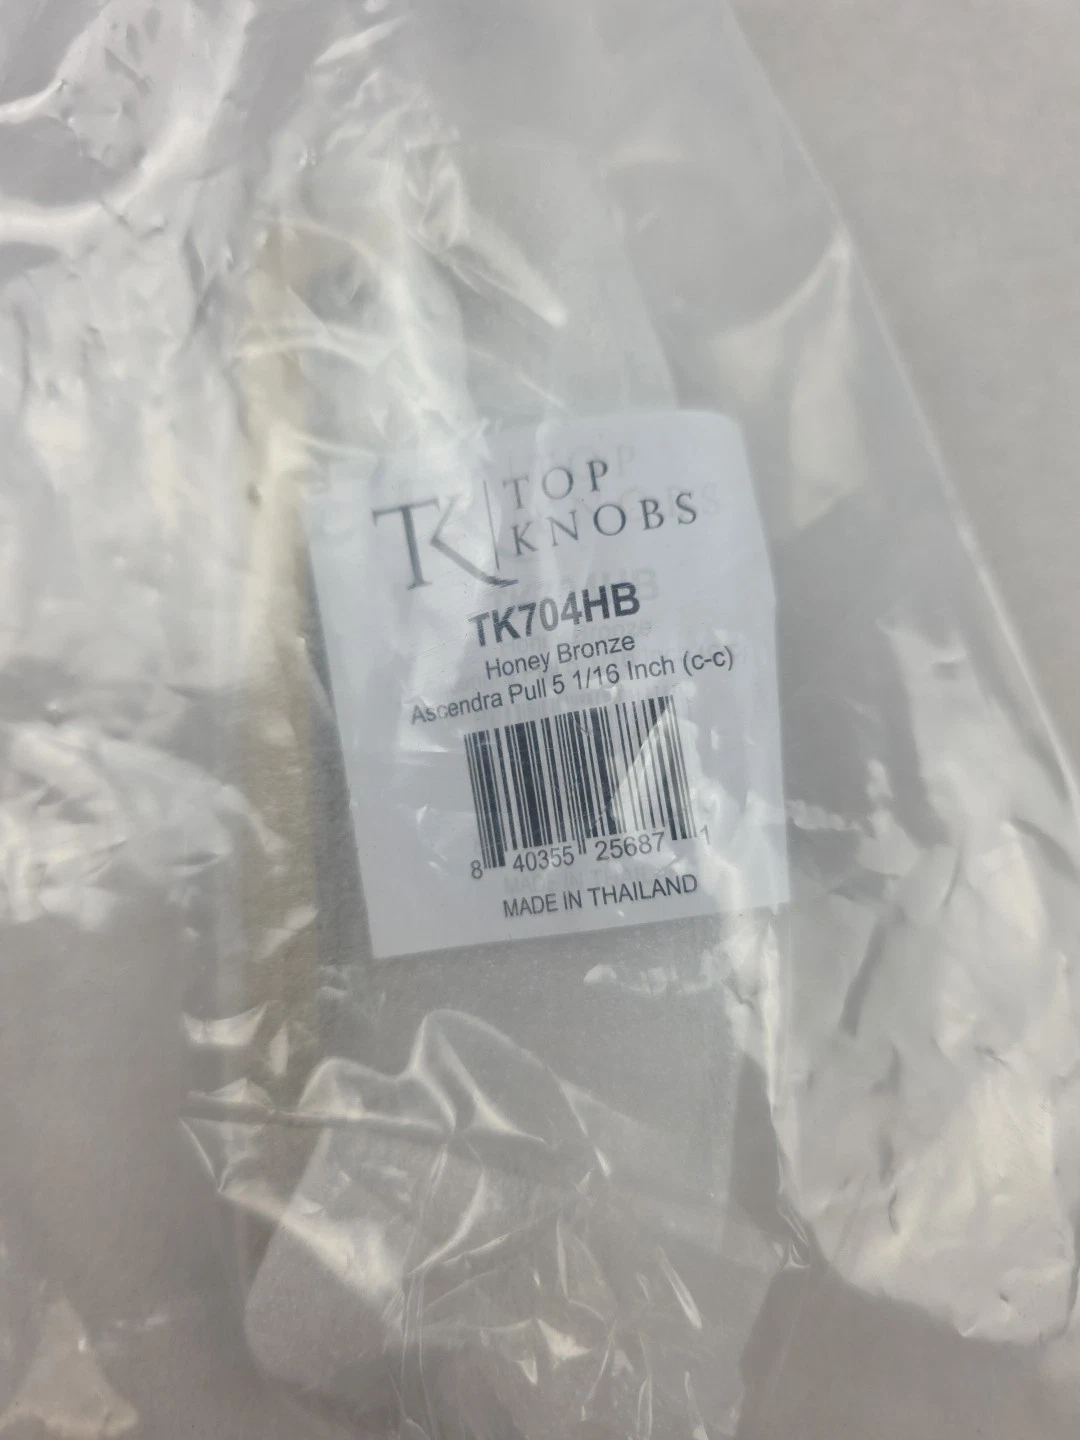 TK TOP
KNOBS
TK704HB
Honey Bronze
Ascendra Pull 5 1/16 Inch (c-c)
8 40355 25687 1
MADE IN THAILAND